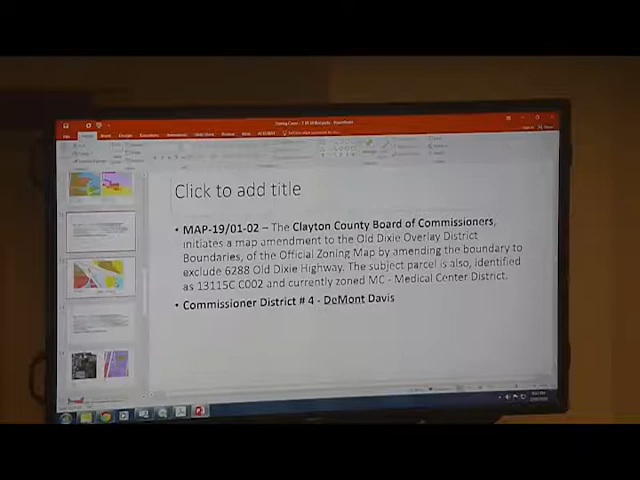 Click to add title
• MAP-19/01-02 – The Clayton County Board of Commissioners,
initiates a map amendment to the Old Dixie Overlay District
Boundaries, of the Official Zoning Map by amending the boundary to
exclude 6288 Old Dixie Highway. The subject parcel is also, identified
as 13115C C002 and currently zoned MC - Medical Center District.
• Commissioner District # 4 - DeMont Davis